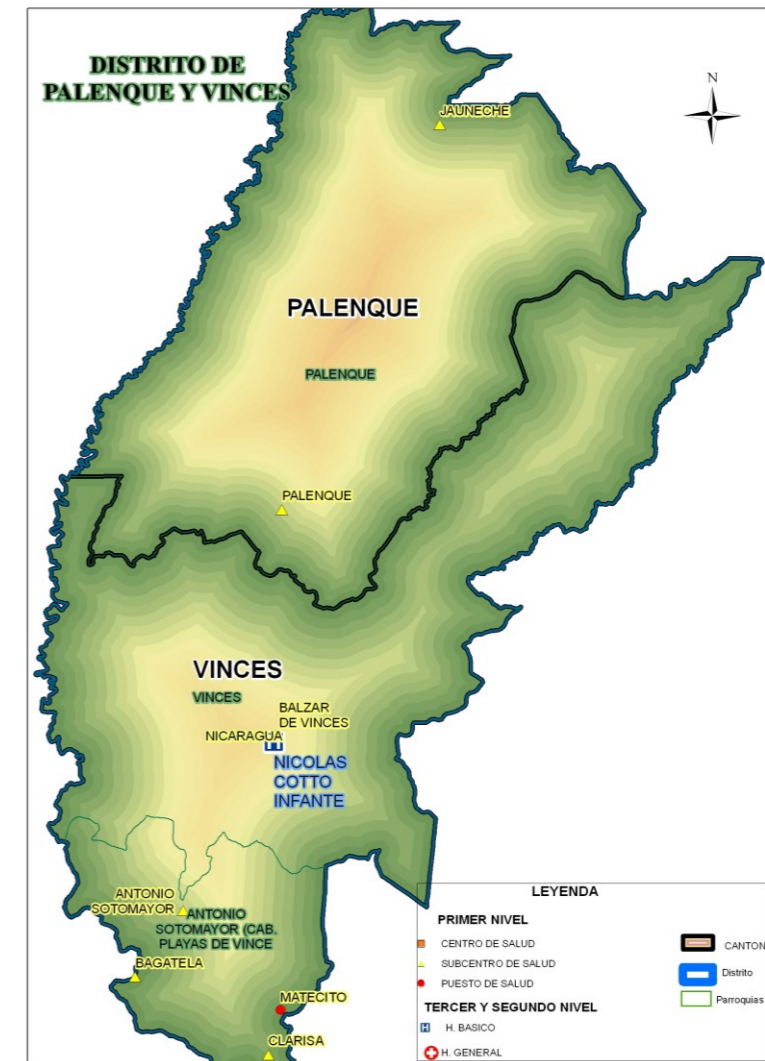 DISTRITO DE
PALENQUE Y VINCES
N
JAUNECHE
PALENQUE
PALENQUE
PALENQUE
VINCES
VINCES
BALZAR
DE VINCES
NICARAGUA
H
NICOLAS
COTTO
INFANTE
ANTONIO
SOTOMAYOR
ANTONIO
SOTOMAYOR (CAB.
PLAYAS DE VINCE
BAGATELA
MATECITO
CLARISA
LEYENDA
PRIMER NIVEL
CENTRO DE SALUD
SUBCENTRO DE SALUD
PUESTO DE SALUD
TERCER Y SEGUNDO NIVEL
H H. BASICO
H. GENERAL
CANTON
Distrito
Parroquias